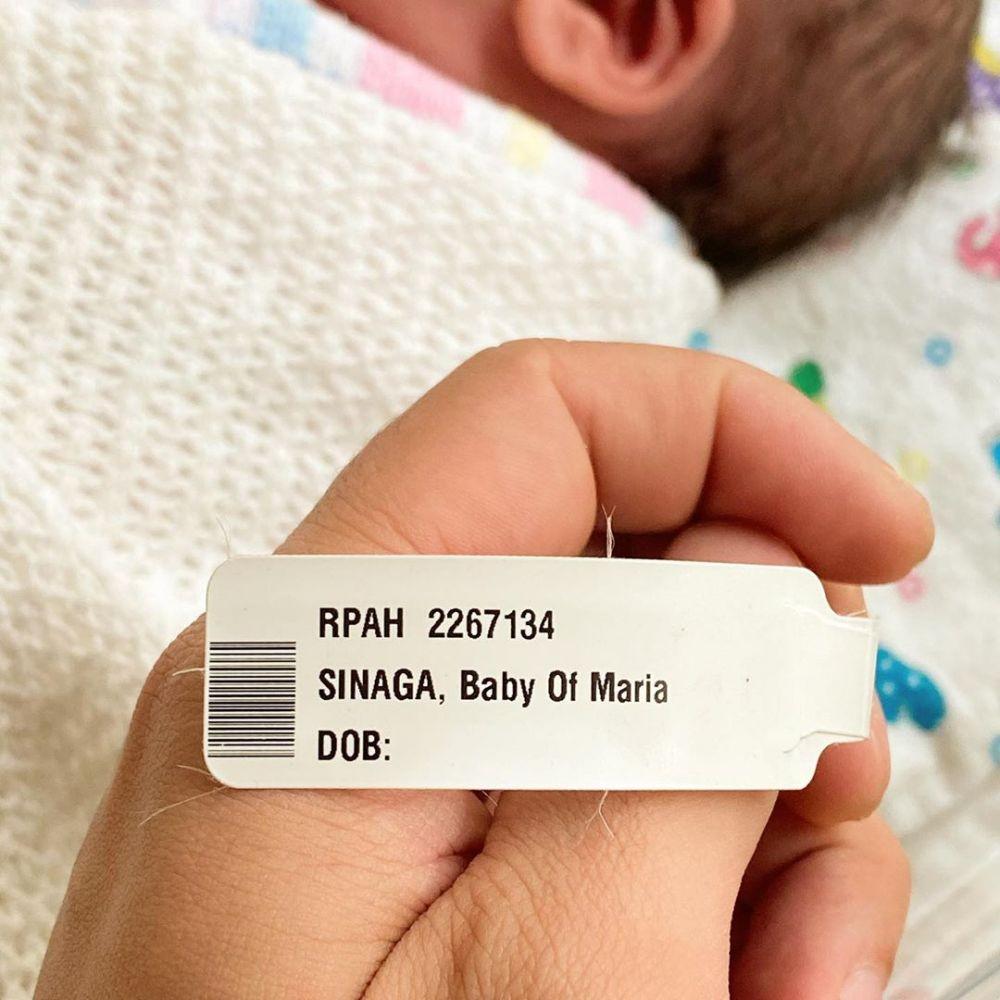 RPAH 2267134
SINAGA, Baby Of Maria
DOB: